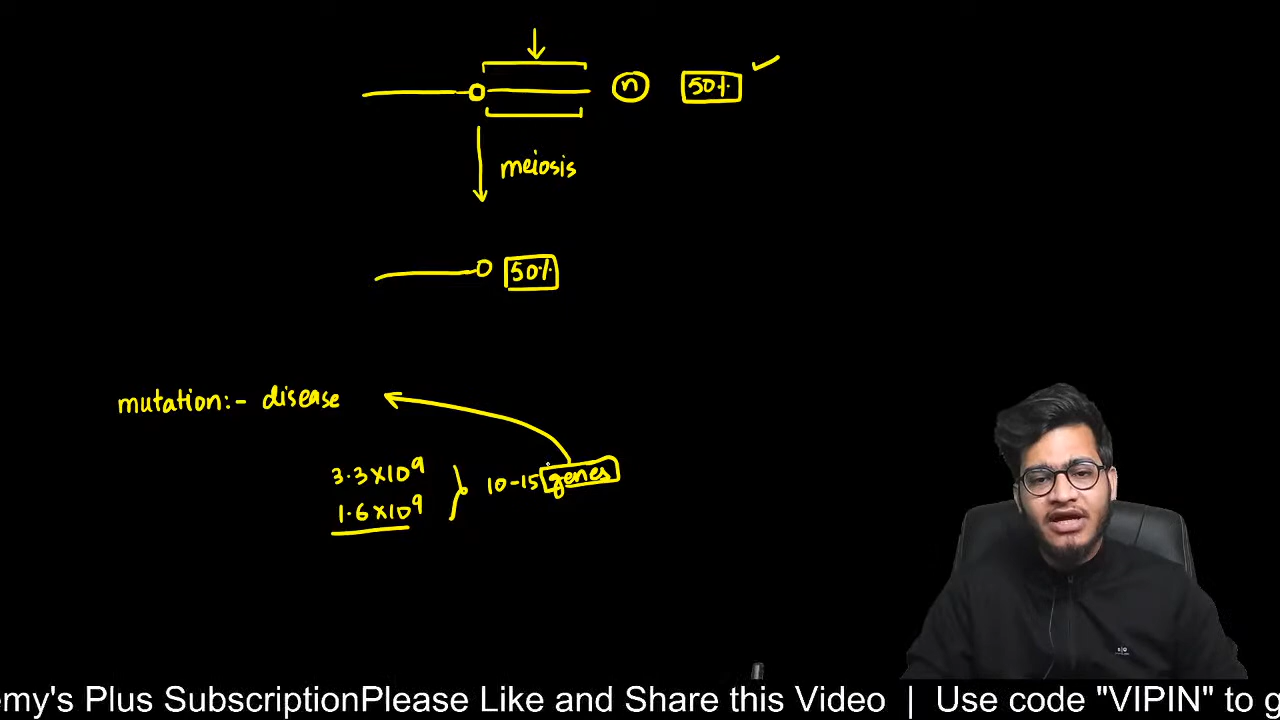 n 50%
meiosis
50%
mutation:- disease
3.3×10⁹
1.6×10⁹
10-15 genes
emy's Plus SubscriptionPlease Like and Share this Video | Use code "VIPIN" to g